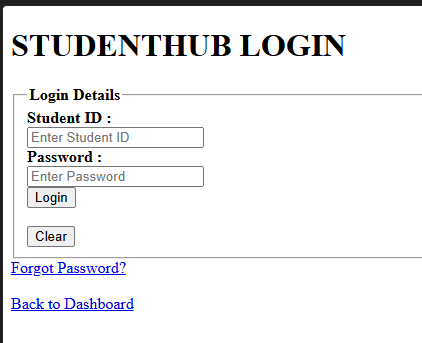 STUDENTHUB LOGIN
Login Details
Student ID :
Enter Student ID
Password :
Enter Password
Login
Clear
Forgot Password?
Back to Dashboard